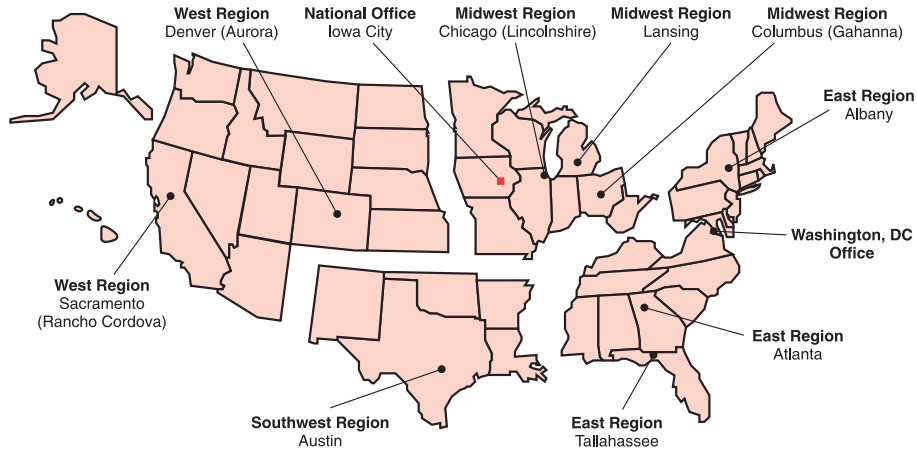 West Region
Denver (Aurora)
National Office
Iowa City
Midwest Region
Chicago (Lincolnshire)
Midwest Region
Lansing
Midwest Region
Columbus (Gahanna)
East Region
Albany
Washington, DC
Office
West Region
Sacramento
(Rancho Cordova)
East Region
Atlanta
Southwest Region
Austin
East Region
Tallahassee